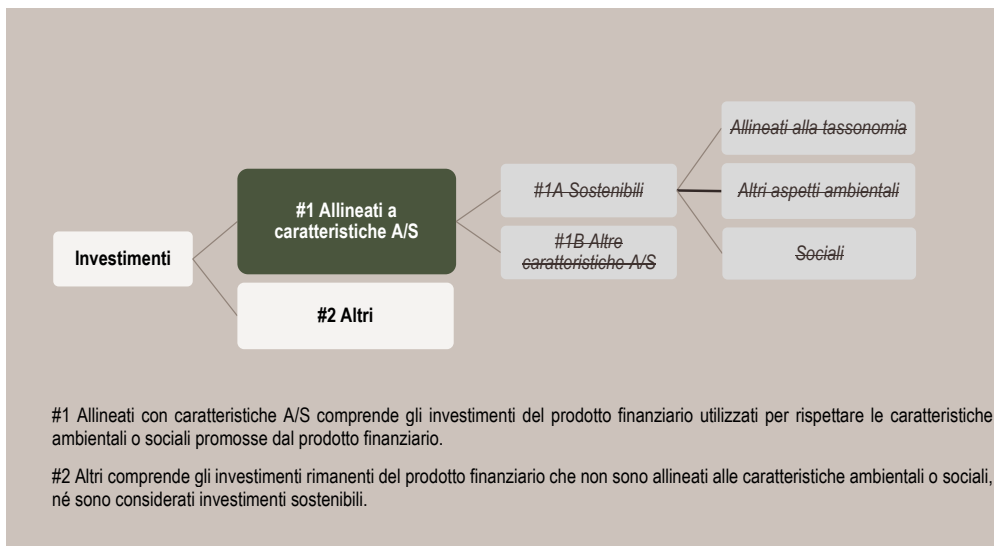 Allineati alla tassonomia
#1 Allineati a
caratteristiche A/S
#1A Sostenibili
Altri aspetti ambientali
Investimenti
#1B Altre
caratteristiche A/S
Sociali
#2 Altri
#1 Allineati con caratteristiche A/S comprende gli investimenti del prodotto finanziario utilizzati per rispettare le caratteristiche
ambientali o sociali promosse dal prodotto finanziario.
#2 Altri comprende gli investimenti rimanenti del prodotto finanziario che non sono allineati alle caratteristiche ambientali o sociali,
né sono considerati investimenti sostenibili.